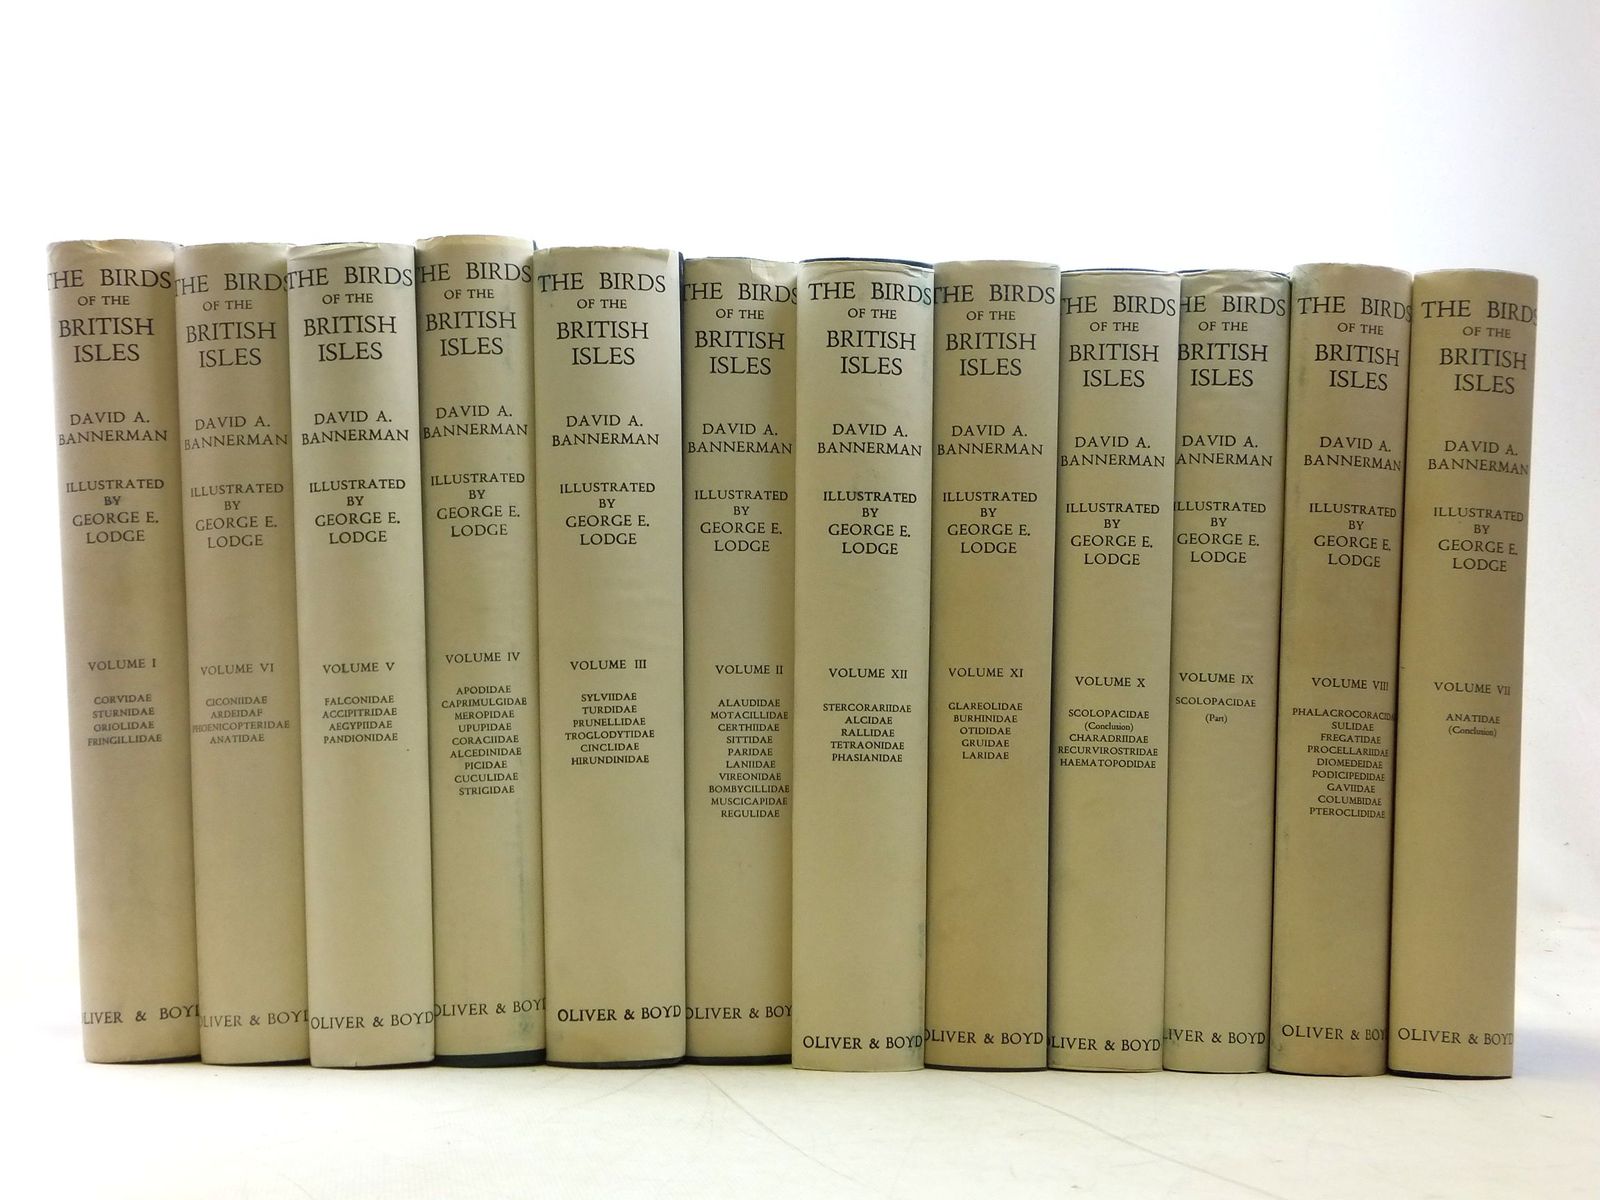 THE BIRDS
OF THE
BRITISH
ISLES
DAVID A.
BANNERMAN
ILLUSTRATED
BY
GEORGE E.
LODGE
VOLUME I
CORVIDAE
STURNIDAE
ORIOLIDAE
FRINGILLIDAE
OLIVER & BOYD
THE BIRDS
OF THE
BRITISH
ISLES
DAVID A.
BANNERMAN
ILLUSTRATED
BY
GEORGE E.
LODGE
VOLUME VI
CICONIIDAE
ARDEIDAE
PHOENICOPTERIDAE
ANATIDAE
OLIVER & BOYD
THE BIRDS
OF THE
BRITISH
ISLES
DAVID A.
BANNERMAN
ILLUSTRATED
BY
GEORGE E.
LODGE
VOLUME V
FALCONIDAE
ACCIPITRIDAE
AEGYPIIDAE
PANDIONIDAE
OLIVER & BOYD
THE BIRDS
OF THE
BRITISH
ISLES
DAVID A.
BANNERMAN
ILLUSTRATED
BY
GEORGE E.
LODGE
VOLUME IV
APODIDAE
CAPRIMULGIDAE
MEROPIDAE
UPUPIDAE
CORACIIDAE
ALCEDINIDAE
PICIDAE
CUCULIDAE
STRIGIDAE
OLIVER & BOYD
THE BIRDS
OF THE
BRITISH
ISLES
DAVID A.
BANNERMAN
ILLUSTRATED
BY
GEORGE E.
LODGE
VOLUME III
SYLVIIDAE
TURDIDAE
PRUNELLIDAE
TROGLODYTIDAE
CINCLIDAE
HIRUNDINIDAE
OLIVER & BOYD
THE BIRDS
OF THE
BRITISH
ISLES
DAVID A.
BANNERMAN
ILLUSTRATED
BY
GEORGE E.
LODGE
VOLUME II
ALAUDIDAE
MOTACILLIDAE
CERTHIIDAE
SITTIDAE
PARIDAE
LANIIDAE
VIREONIDAE
BOMBYCILLIDAE
MUSCICAPIDAE
REGULIDAE
OLIVER & BOYD
THE BIRDS
OF THE
BRITISH
ISLES
DAVID A.
BANNERMAN
ILLUSTRATED
BY
GEORGE E.
LODGE
VOLUME XII
STERCORARIIDAE
ALCIDAE
RALLIDAE
TETRAONIDAE
PHASIANIDAE
OLIVER & BOYD
THE BIRDS
OF THE
BRITISH
ISLES
DAVID A.
BANNERMAN
ILLUSTRATED
BY
GEORGE E.
LODGE
VOLUME XI
GLAREOLIDAE
BURHINIDAE
OTIDIDAE
GRUIDAE
LARIDAE
OLIVER & BOYD
THE BIRDS
OF THE
BRITISH
ISLES
DAVID A.
BANNERMAN
ILLUSTRATED
BY
GEORGE E.
LODGE
VOLUME X
SCOLOPACIDAE
(Conclusion)
CHARADRIIDAE
RECURVIROSTRIDAE
HAEMATOPODIDAE
OLIVER & BOYD
THE BIRDS
OF THE
BRITISH
ISLES
DAVID A.
BANNERMAN
ILLUSTRATED
BY
GEORGE E.
LODGE
VOLUME IX
SCOLOPACIDAE
(Part)
OLIVER & BOYD
THE BIRDS
OF THE
BRITISH
ISLES
DAVID A.
BANNERMAN
ILLUSTRATED
BY
GEORGE E.
LODGE
VOLUME VIII
PHALACROCORACIDAE
SULIDAE
FREGATIDAE
PROCELLARIIDAE
DIOMEDEIDAE
PODICIPEDIDAE
GAVIIDAE
COLUMBIDAE
PTEROCLIDIDAE
OLIVER & BOYD
THE BIRDS
OF THE
BRITISH
ISLES
DAVID A.
BANNERMAN
ILLUSTRATED
BY
GEORGE E.
LODGE
VOLUME VII
ANATIDAE
(Conclusion)
OLIVER & BOYD